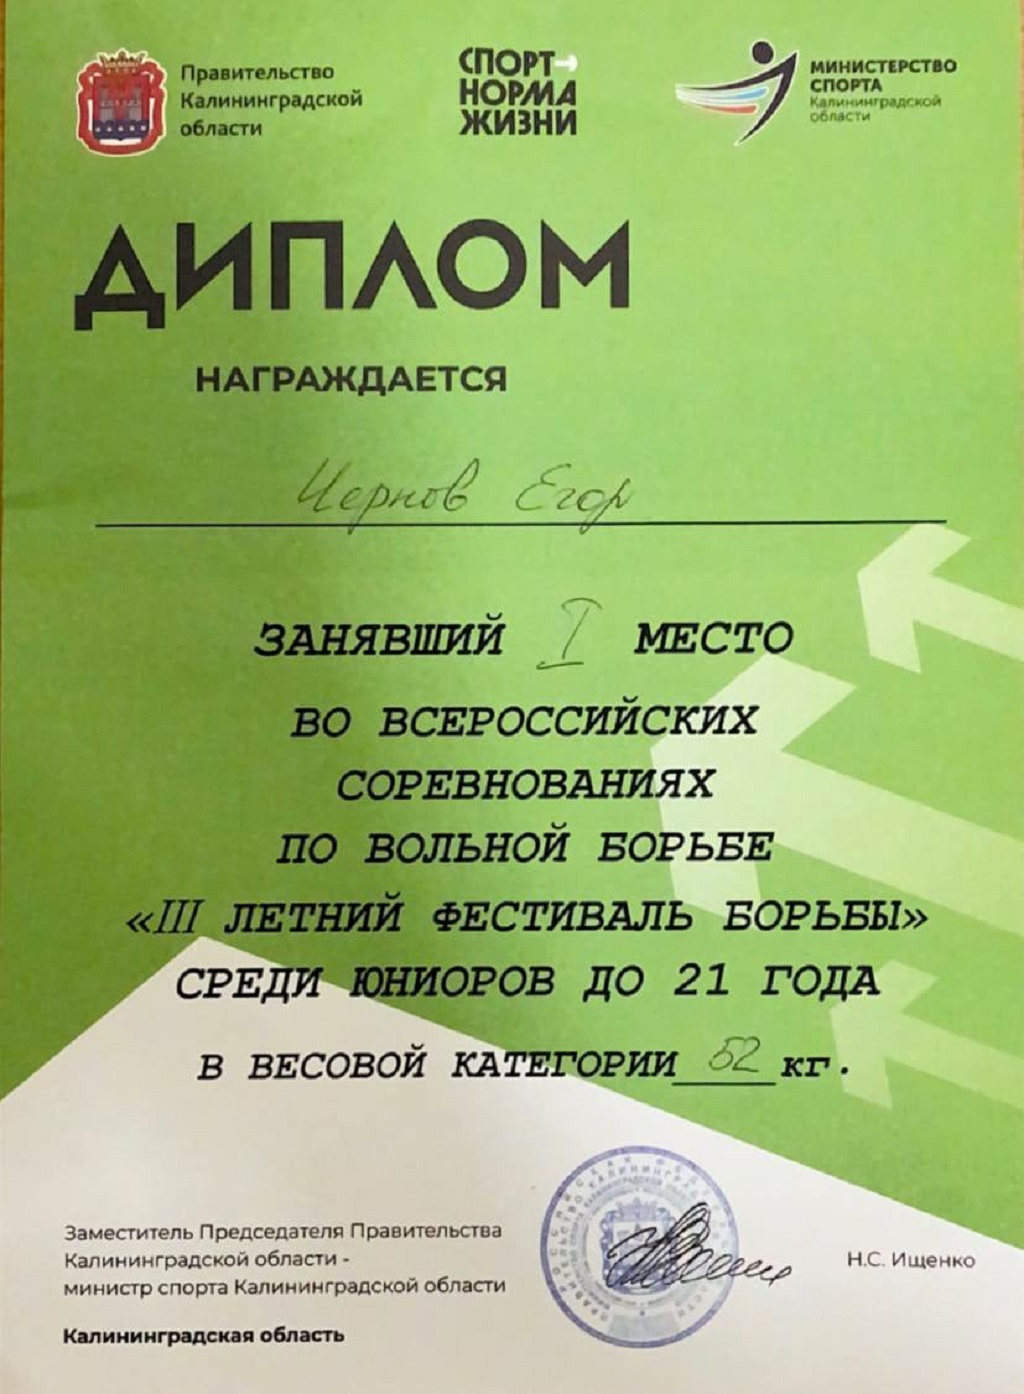 Правительство
Калининградской
области
СПОРТ
НОРМА
ЖИЗНИ
МИНИСТЕРСТВО
СПОРТА
Калининградской
области
ДИПЛОМ
НАГРАЖДАЕТСЯ
Чернов Егор
ЗАНЯВШИЙ I МЕСТО
ВО ВСЕРОССИЙСКИХ
СОРЕВНОВАНИЯХ
ПО ВОЛЬНОЙ БОРЬБЕ
«III ЛЕТНИЙ ФЕСТИВАЛЬ БОРЬБЫ»
СРЕДИ ЮНИОРОВ ДО 21 ГОДА
В ВЕСОВОЙ КАТЕГОРИИ 52 кг.
Заместитель Председателя Правительства
Калининградской области -
министр спорта Калининградской области
Н.С. Ищенко
Калининградская область